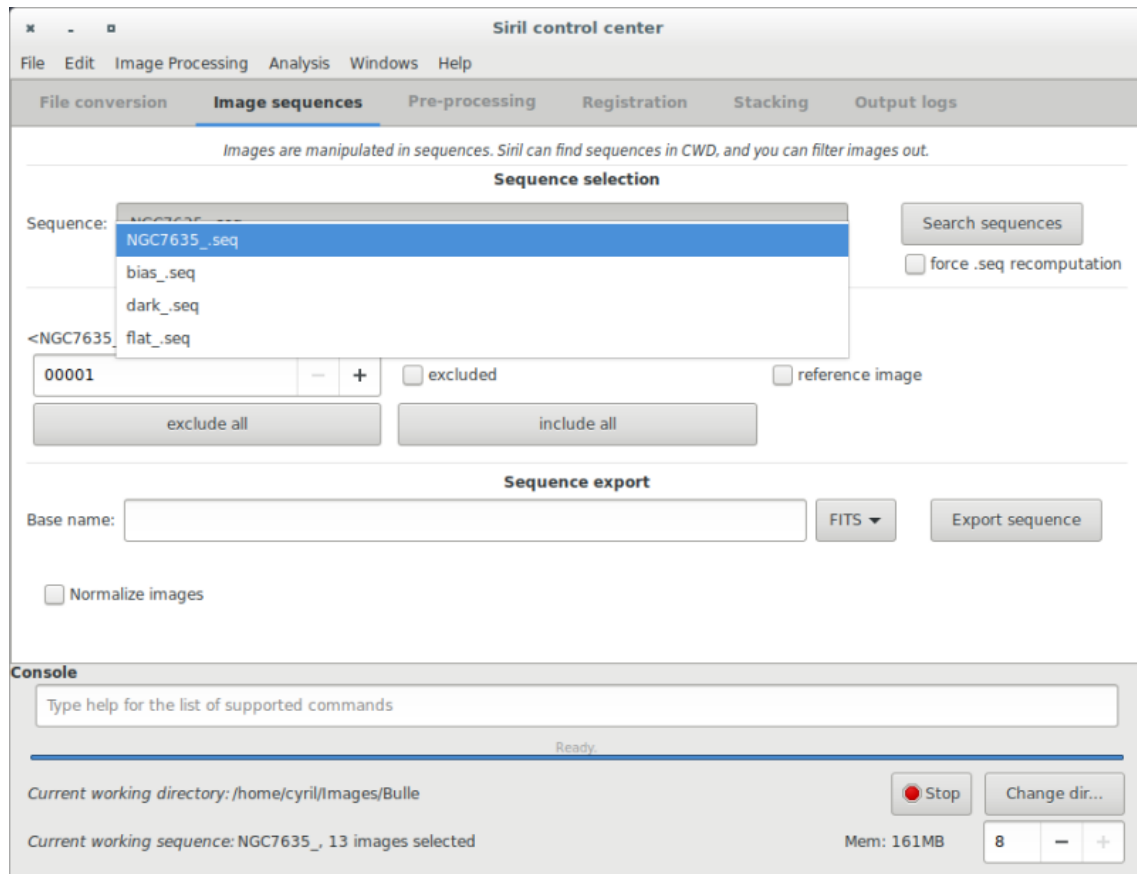 Siril control center
File Edit Image Processing Analysis Windows Help
File conversion Image sequences Pre-processing Registration Stacking Output logs
Images are manipulated in sequences. Siril can find sequences in CWD, and you can filter images out.
Sequence selection
Sequence: NGC7635_.seq Search sequences
NGC7635_.seq
force .seq recomputation
bias_.seq
dark_.seq
<NGC7635_ flat_.seq
00001 − + excluded reference image
exclude all include all
Sequence export
Base name: FITS Export sequence
Normalize images
Console
Type help for the list of supported commands
Ready.
Current working directory: /home/cyril/Images/Bulle Stop Change dir...
Current working sequence: NGC7635_, 13 images selected Mem: 161MB 8 − +